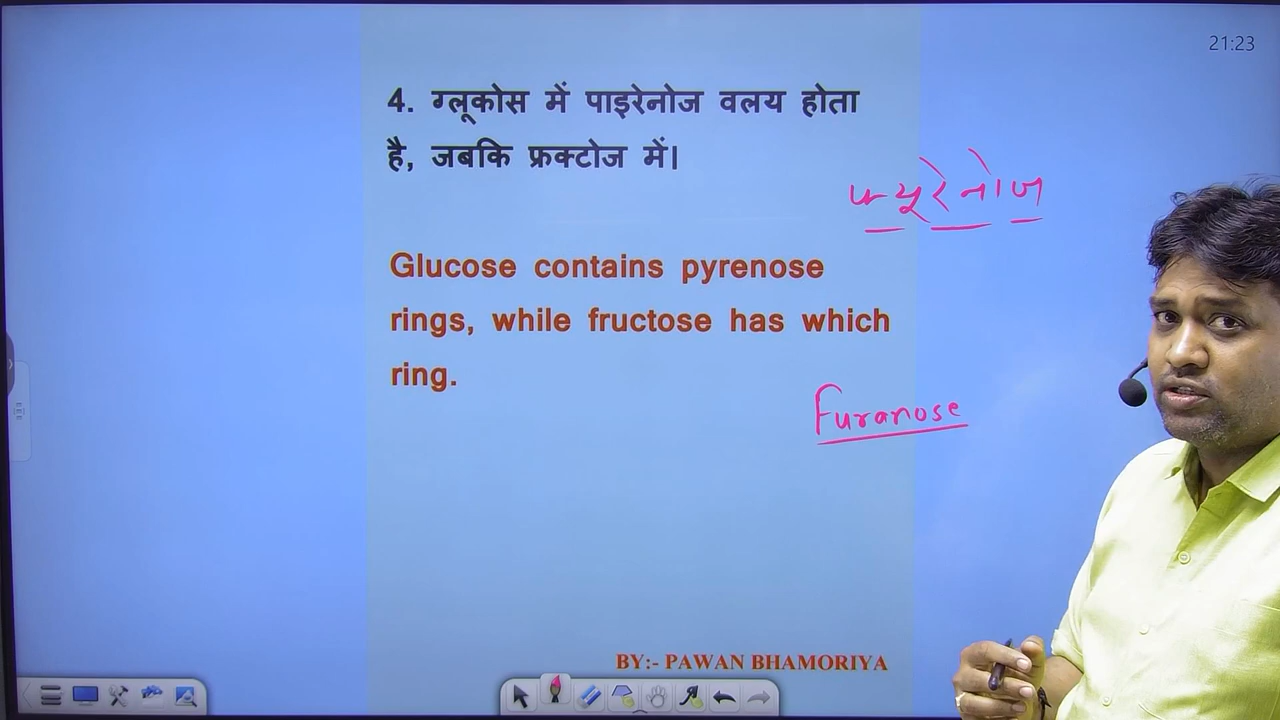 21:23
4. ग्लूकोस में पाइरेनोज वलय होता
है, जबकि फ्रक्टोज में।
फ्यूरेनोज
Glucose contains pyrenose
rings, while fructose has which
ring.
Furanose
BY:- PAWAN BHAMORIYA